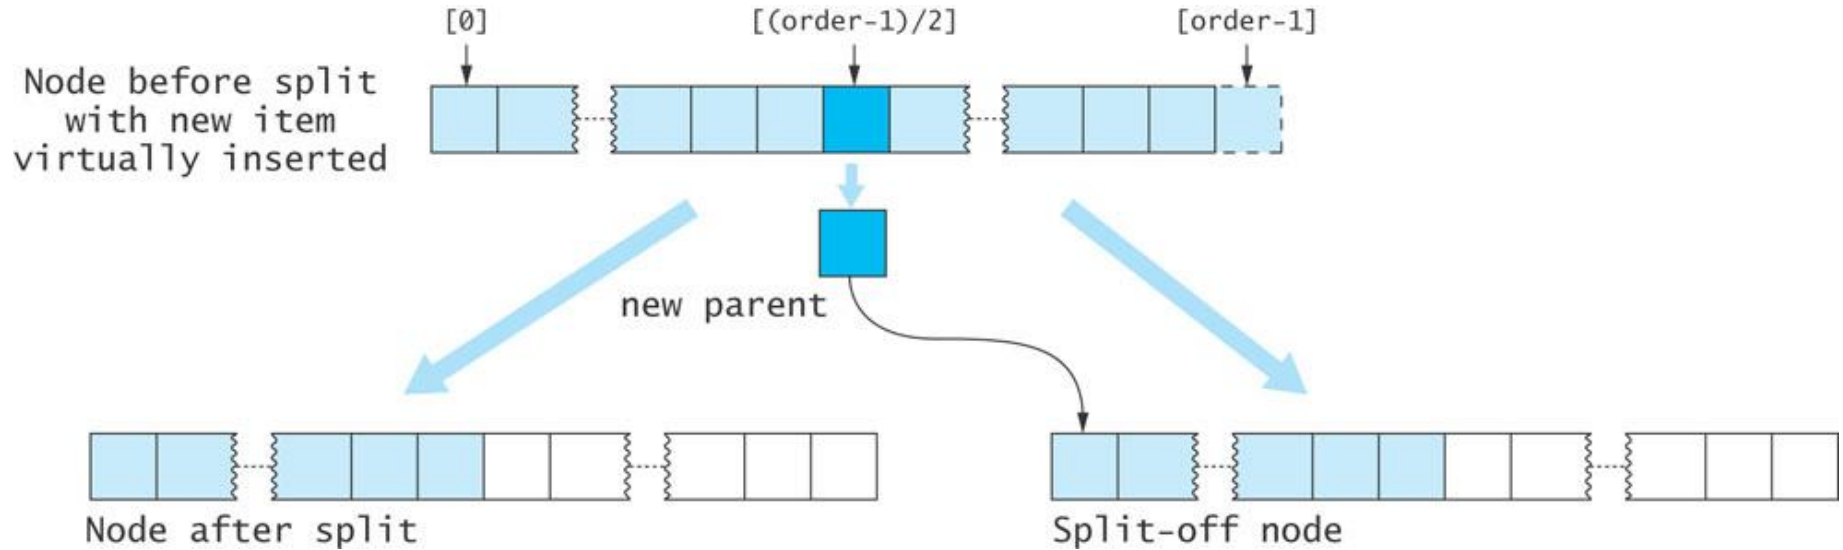 [0]
[(order-1)/2]
[order-1]
Node before split
with new item
virtually inserted
new parent
Node after split
Split-off node